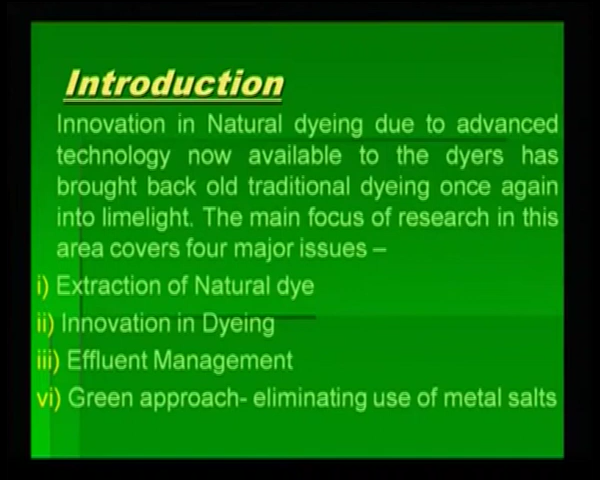 Introduction
Innovation in Natural dyeing due to advanced
technology now available to the dyers has
brought back old traditional dyeing once again
into limelight. The main focus of research in this
area covers four major issues –
i) Extraction of Natural dye
ii) Innovation in Dyeing
iii) Effluent Management
vi) Green approach- eliminating use of metal salts